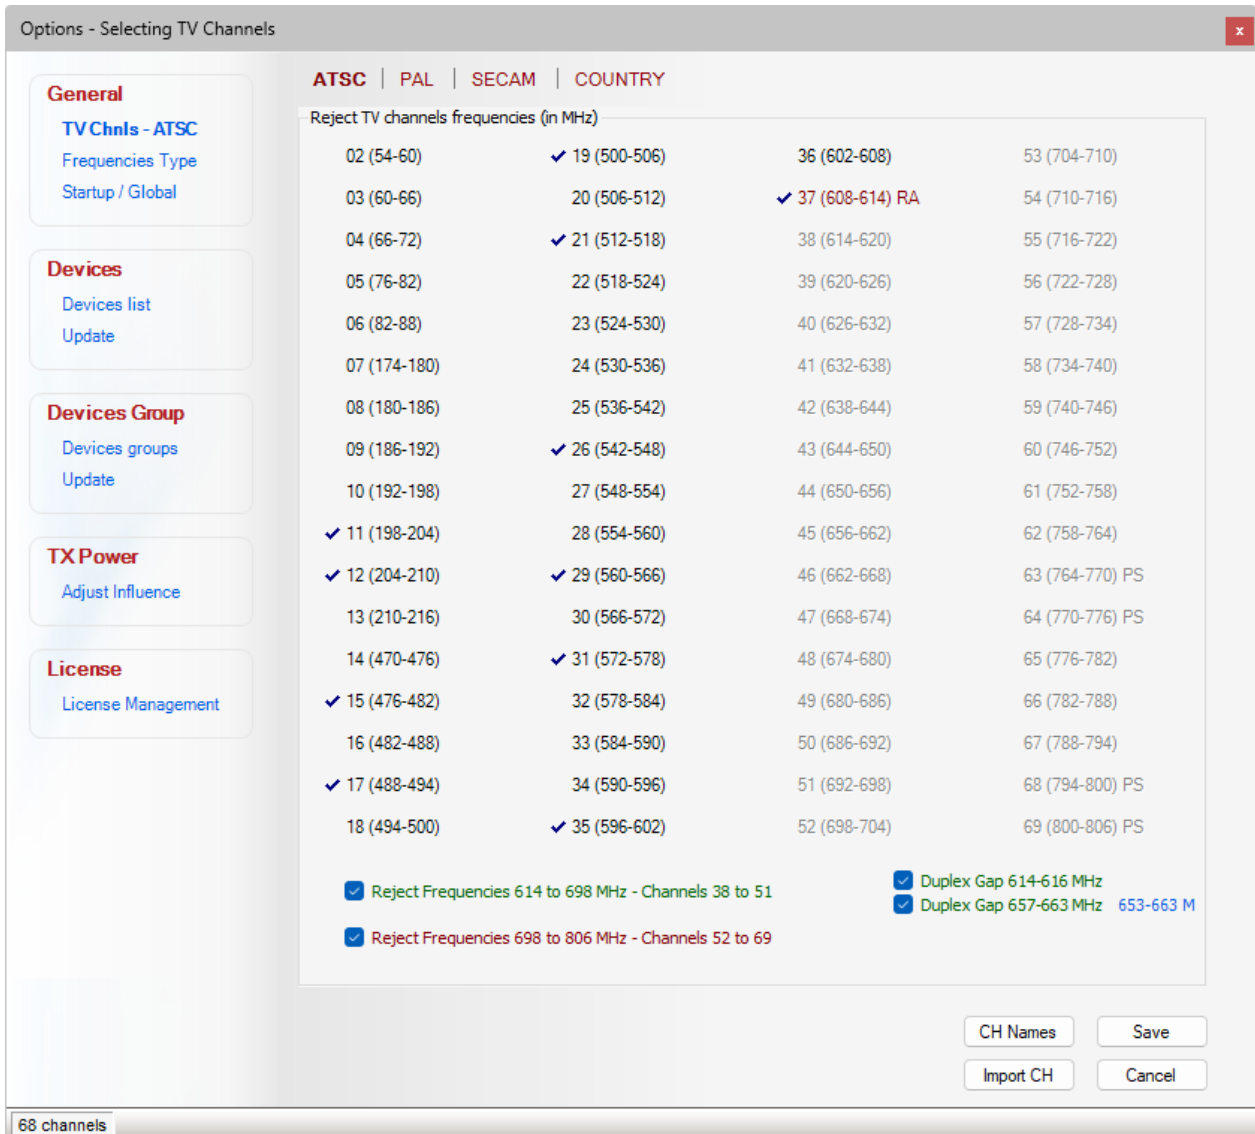 Options - Selecting TV Channels
x
General
TV Chnls - ATSC
Frequencies Type
Startup / Global
Devices
Devices list
Update
Devices Group
Devices groups
Update
TX Power
Adjust Influence
License
License Management
ATSC | PAL | SECAM | COUNTRY
Reject TV channels frequencies (in MHz)
02 (54-60)
03 (60-66)
04 (66-72)
05 (76-82)
06 (82-88)
07 (174-180)
08 (180-186)
09 (186-192)
10 (192-198)
11 (198-204)
12 (204-210)
13 (210-216)
14 (470-476)
15 (476-482)
16 (482-488)
17 (488-494)
18 (494-500)
19 (500-506)
20 (506-512)
21 (512-518)
22 (518-524)
23 (524-530)
24 (530-536)
25 (536-542)
26 (542-548)
27 (548-554)
28 (554-560)
29 (560-566)
30 (566-572)
31 (572-578)
32 (578-584)
33 (584-590)
34 (590-596)
35 (596-602)
36 (602-608)
37 (608-614) RA
38 (614-620)
39 (620-626)
40 (626-632)
41 (632-638)
42 (638-644)
43 (644-650)
44 (650-656)
45 (656-662)
46 (662-668)
47 (668-674)
48 (674-680)
49 (680-686)
50 (686-692)
51 (692-698)
52 (698-704)
53 (704-710)
54 (710-716)
55 (716-722)
56 (722-728)
57 (728-734)
58 (734-740)
59 (740-746)
60 (746-752)
61 (752-758)
62 (758-764)
63 (764-770) PS
64 (770-776) PS
65 (776-782)
66 (782-788)
67 (788-794)
68 (794-800) PS
69 (800-806) PS
Reject Frequencies 614 to 698 MHz - Channels 38 to 51
Reject Frequencies 698 to 806 MHz - Channels 52 to 69
Duplex Gap 614-616 MHz
Duplex Gap 657-663 MHz 653-663 M
CH Names
Save
Import CH
Cancel
68 channels